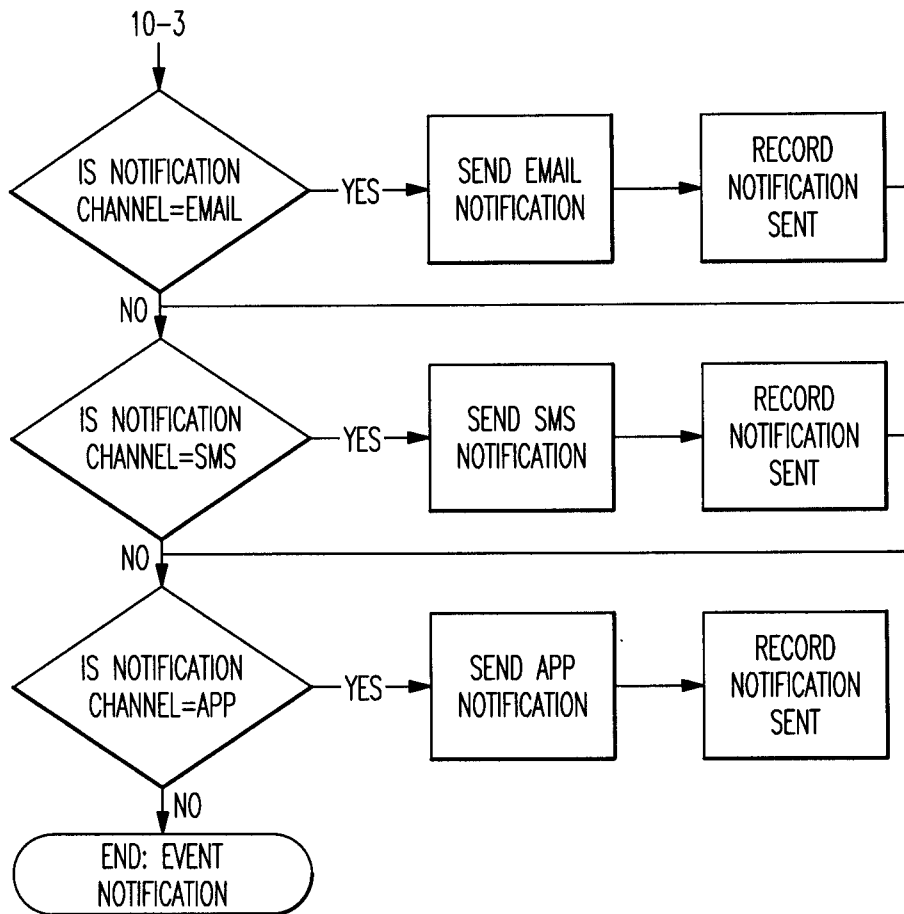 10-3
IS NOTIFICATION
CHANNEL=EMAIL
YES
SEND EMAIL
NOTIFICATION
RECORD
NOTIFICATION
SENT
NO
IS NOTIFICATION
CHANNEL=SMS
YES
SEND SMS
NOTIFICATION
RECORD
NOTIFICATION
SENT
NO
IS NOTIFICATION
CHANNEL=APP
YES
SEND APP
NOTIFICATION
RECORD
NOTIFICATION
SENT
NO
END: EVENT
NOTIFICATION